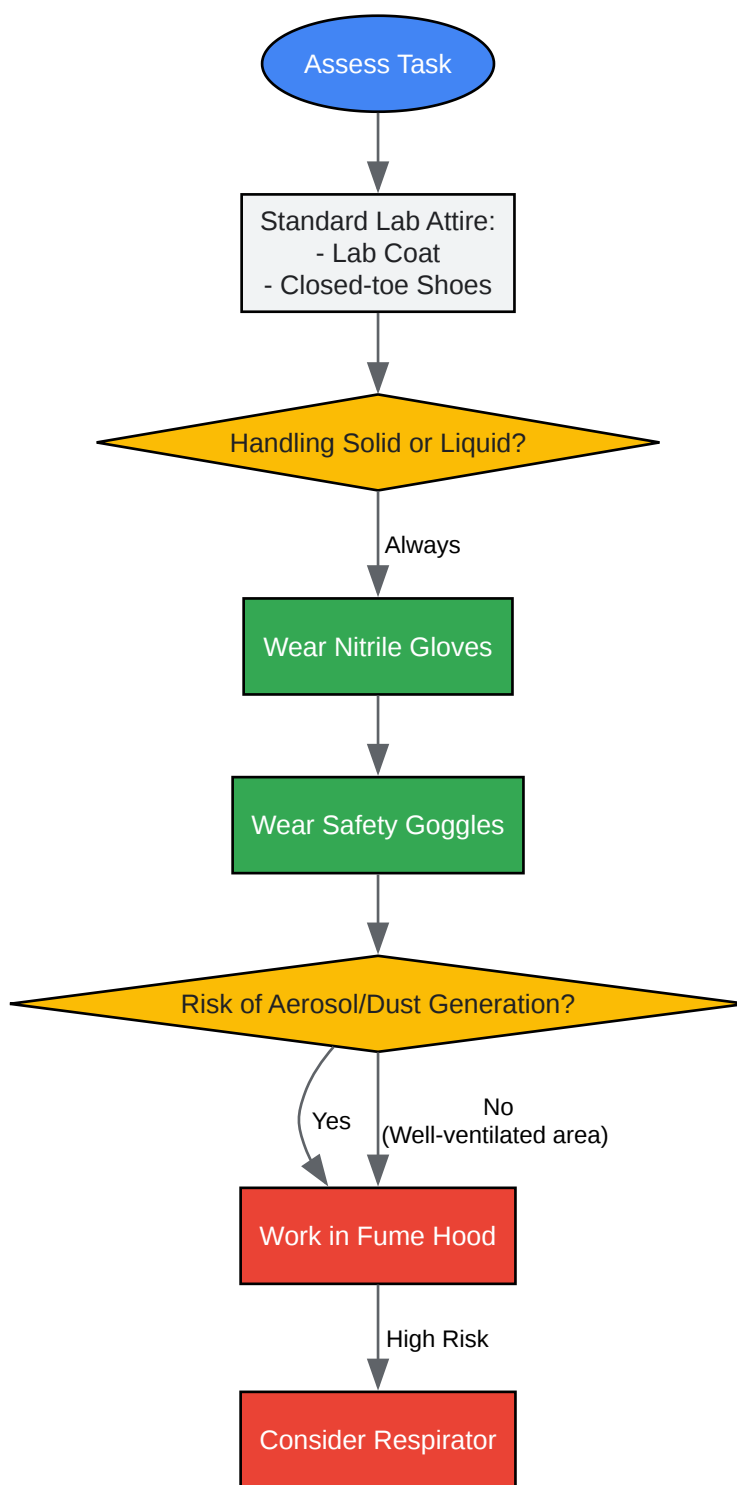 Assess Task
Standard Lab Attire:
- Lab Coat
- Closed-toe Shoes
Handling Solid or Liquid?
Always
Wear Nitrile Gloves
Wear Safety Goggles
Risk of Aerosol/Dust Generation?
Yes
No
(Well-ventilated area)
Work in Fume Hood
High Risk
Consider Respirator